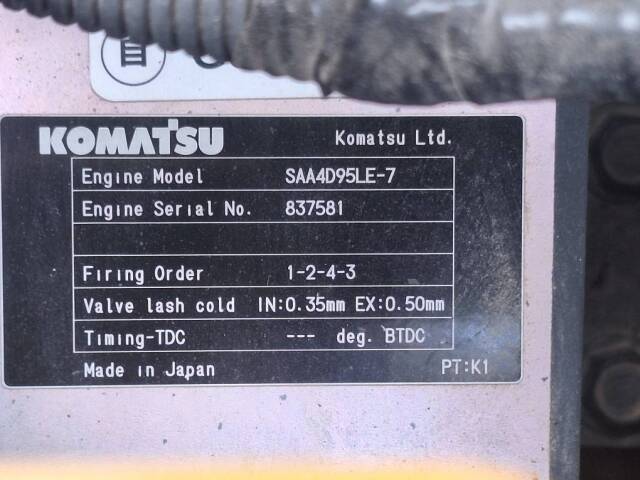 KOMATSU
Komatsu Ltd.
Engine Model SAA4D95LE-7
Engine Serial No. 837581
Firing Order 1-2-4-3
Valve lash cold IN:0.35mm EX:0.50mm
Timing-TDC --- deg. BTDC
Made in Japan PT:K1